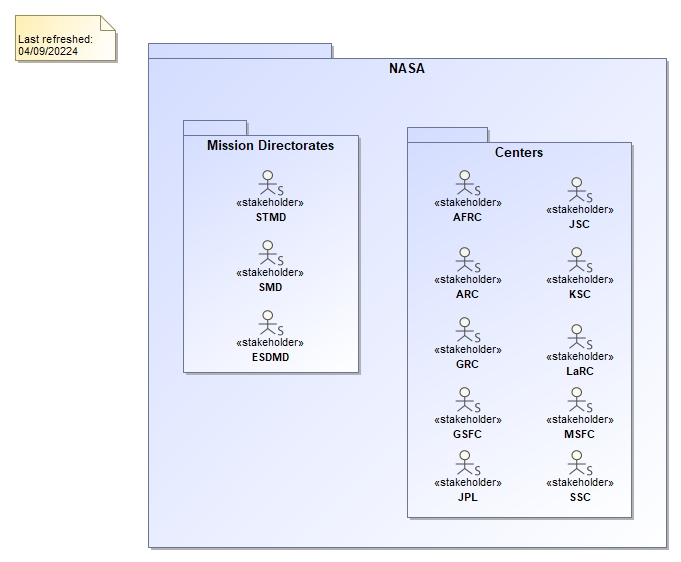 Last refreshed:
04/09/20224
NASA
Mission Directorates
S
«stakeholder»
STMD
S
«stakeholder»
SMD
S
«stakeholder»
ESDMD
Centers
S
«stakeholder»
AFRC
S
«stakeholder»
JSC
S
«stakeholder»
ARC
S
«stakeholder»
KSC
S
«stakeholder»
GRC
S
«stakeholder»
LaRC
S
«stakeholder»
GSFC
S
«stakeholder»
MSFC
S
«stakeholder»
JPL
S
«stakeholder»
SSC